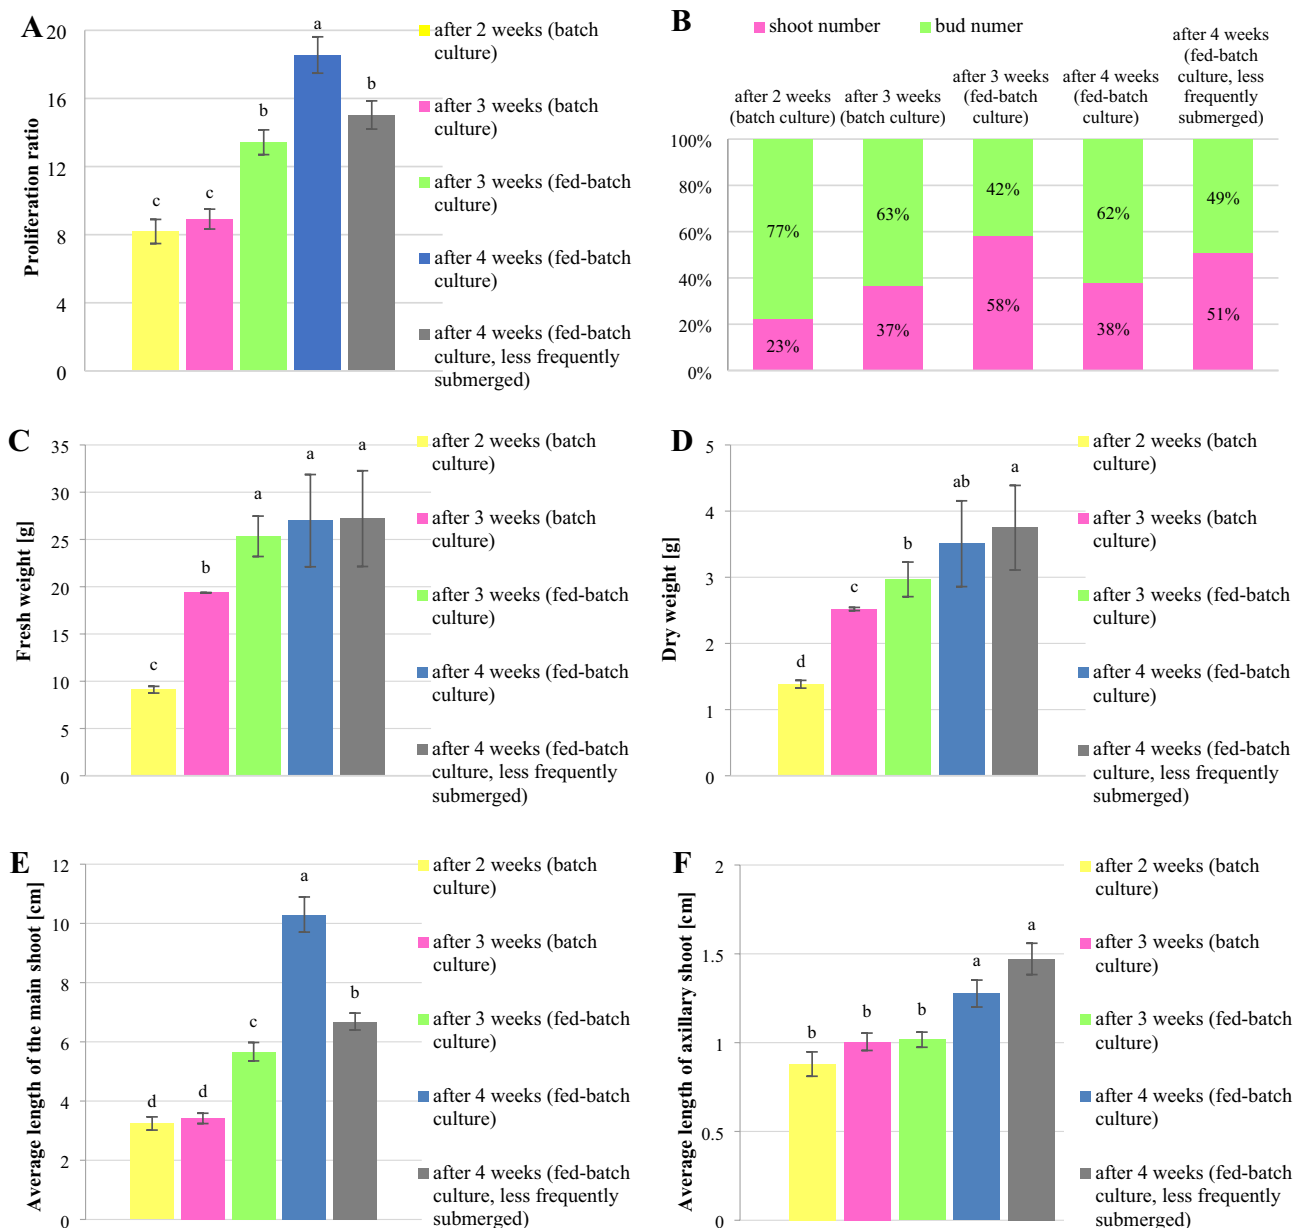 A
20
16
12
8
4
0
Proliferation ratio
c
c
b
a
b
after 2 weeks (batch
culture)
after 3 weeks (batch
culture)
after 3 weeks (fed-batch
culture)
after 4 weeks (fed-batch
culture)
after 4 weeks (fed-batch
culture, less frequently
submerged)
B
shoot number
bud numer
after 2 weeks
(batch culture)
after 3 weeks
(batch culture)
after 3 weeks
(fed-batch
culture)
after 4 weeks
(fed-batch
culture)
after 4 weeks
(fed-batch
culture, less
frequently
submerged)
100%
80%
60%
40%
20%
0%
77%
63%
42%
62%
49%
23%
37%
58%
38%
51%
C
35
30
25
20
15
10
5
0
Fresh weight [g]
c
b
a
a
a
after 2 weeks (batch
culture)
after 3 weeks (batch
culture)
after 3 weeks (fed-batch
culture)
after 4 weeks (fed-batch
culture)
after 4 weeks (fed-batch
culture, less frequently
submerged)
D
5
4
3
2
1
0
Dry weight [g]
d
c
b
ab
a
after 2 weeks (batch
culture)
after 3 weeks (batch
culture)
after 3 weeks (fed-batch
culture)
after 4 weeks (fed-batch
culture)
after 4 weeks (fed-batch
culture, less frequently
submerged)
E
12
10
8
6
4
2
0
Average length of the main shoot [cm]
d
d
c
a
b
after 2 weeks (batch
culture)
after 3 weeks (batch
culture)
after 3 weeks (fed-batch
culture)
after 4 weeks (fed-batch
culture)
after 4 weeks (fed-batch
culture, less frequently
submerged)
F
2
1.5
1
0.5
0
Average length of axillary shoot [cm]
b
b
b
a
a
after 2 weeks (batch
culture)
after 3 weeks (batch
culture)
after 3 weeks (fed-batch
culture)
after 4 weeks (fed-batch
culture)
after 4 weeks (fed-batch
culture, less frequently
submerged)